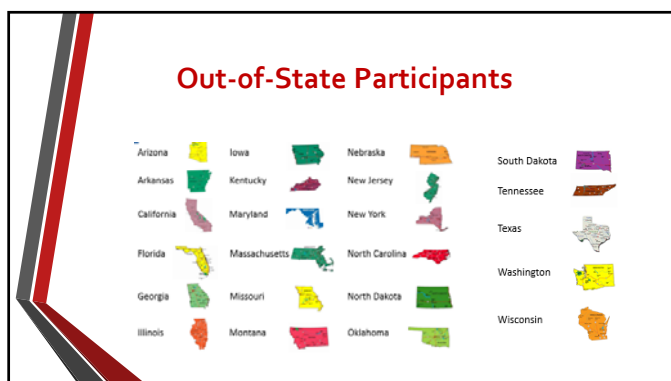 Out-of-State Participants
Arizona
Arkansas
California
Florida
Georgia
Illinois
Iowa
Kentucky
Maryland
Massachusetts
Missouri
Montana
Nebraska
New Jersey
New York
North Carolina
North Dakota
Oklahoma
South Dakota
Tennessee
Texas
Washington
Wisconsin